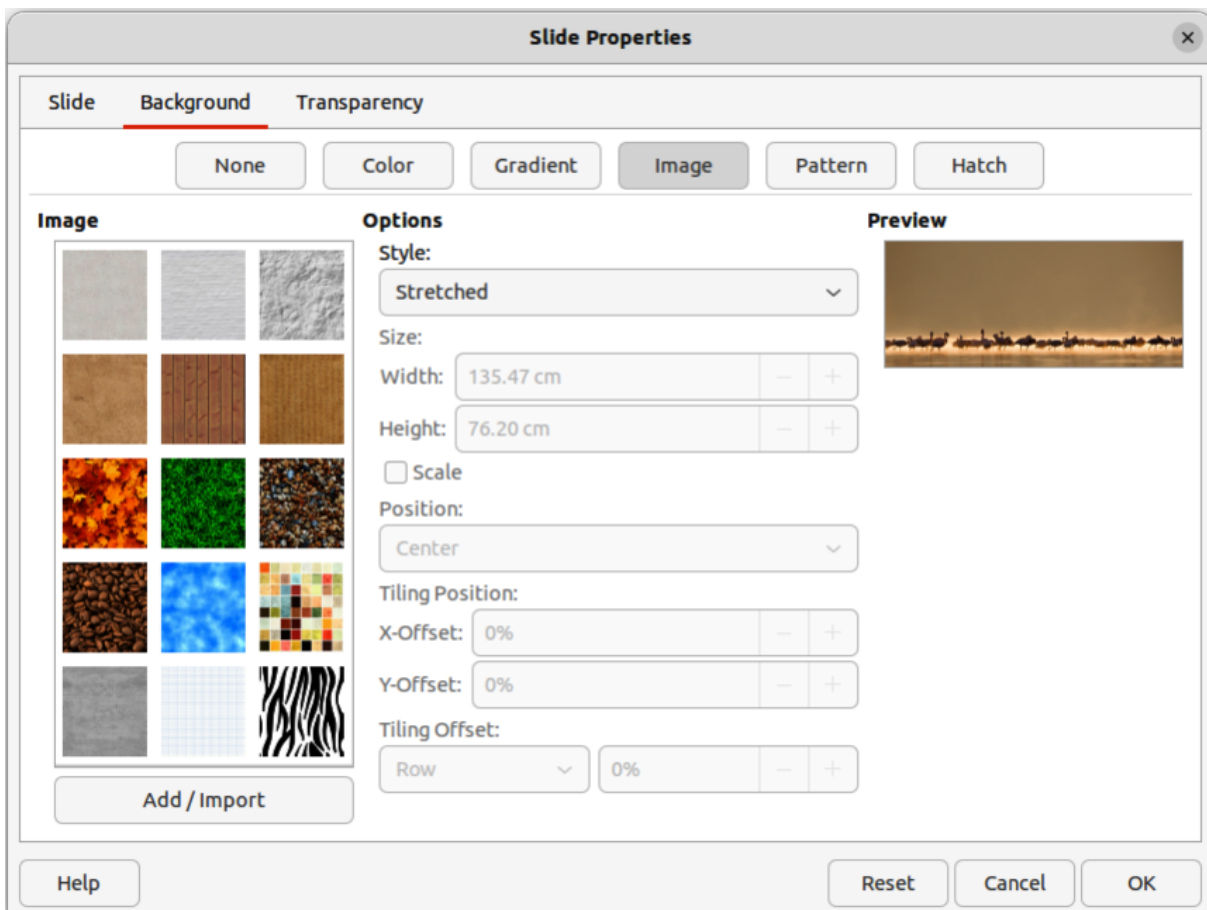 Slide Properties
Slide Background Transparency
None Color Gradient Image Pattern Hatch
Image
Add / Import
Options
Style:
Stretched
Size:
Width: 135.47 cm
Height: 76.20 cm
Scale
Position:
Center
Tiling Position:
X-Offset: 0%
Y-Offset: 0%
Tiling Offset:
Row 0%
Preview
Help Reset Cancel OK